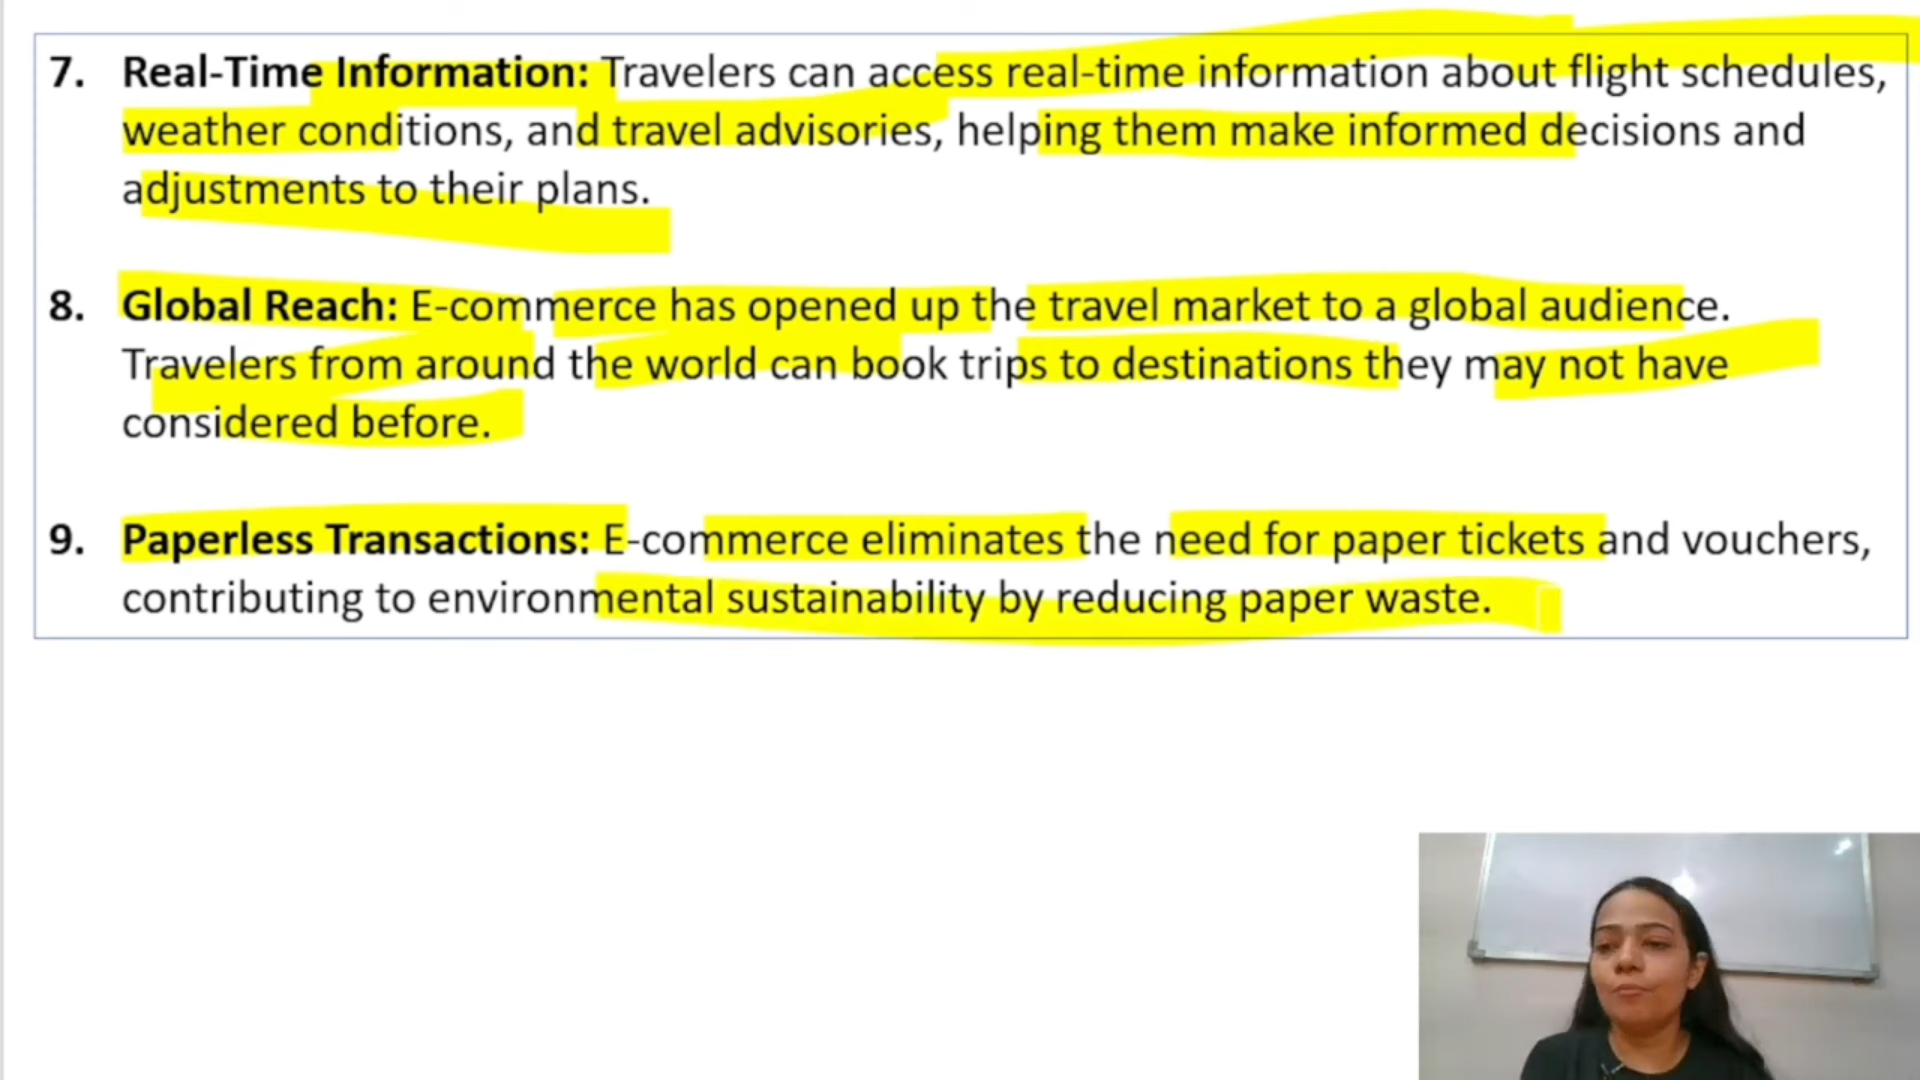 7. Real-Time Information: Travelers can access real-time information about flight schedules,
weather conditions, and travel advisories, helping them make informed decisions and
adjustments to their plans.
8. Global Reach: E-commerce has opened up the travel market to a global audience.
Travelers from around the world can book trips to destinations they may not have
considered before.
9. Paperless Transactions: E-commerce eliminates the need for paper tickets and vouchers,
contributing to environmental sustainability by reducing paper waste.